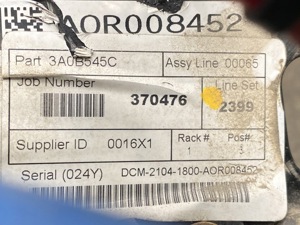 AOR008452
Part 3A0B545C Assy Line 00065
Job Number Line Set
370476 2399
Supplier ID 0016X1 Rack# Pos#
1 3
Serial (024Y) DCM-2104-1800-AOR008452